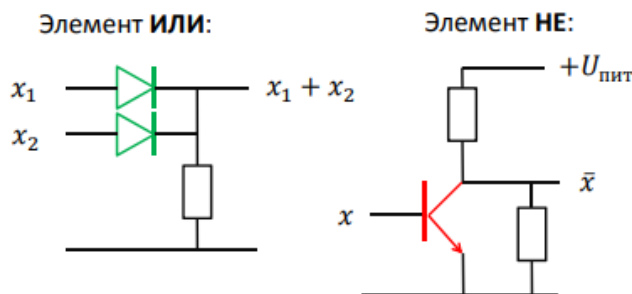 Элемент ИЛИ:
x₁
x₂
x₁ + x₂
Элемент НЕ:
+Uпит
x
x̄